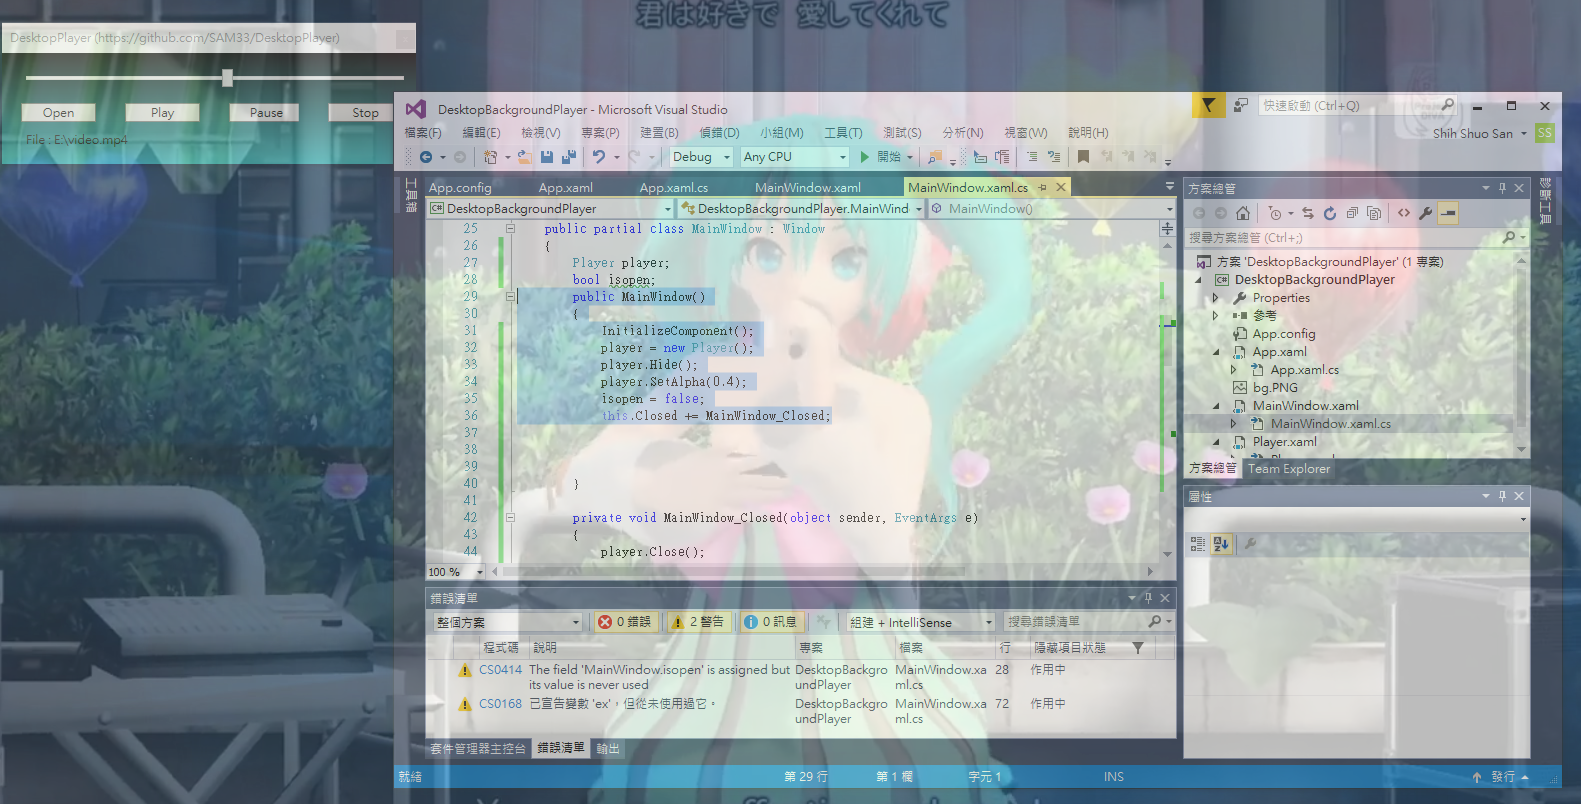 君は好きで 愛してくれて
DesktopPlayer (https://github.com/SAM33/DesktopPlayer)
Open Play Pause Stop
File : E:\video.mp4
DesktopBackgroundPlayer - Microsoft Visual Studio
快速啟動 (Ctrl+Q)
檔案(F) 編輯(E) 檢視(V) 專案(P) 建置(B) 偵錯(D) 小組(M) 工具(T) 測試(S) 分析(N) 視窗(W) 說明(H)
Shih Shuo San SS
Debug Any CPU 開始
工具箱
App.config App.xaml App.xaml.cs MainWindow.xaml MainWindow.xaml.cs
DesktopBackgroundPlayer DesktopBackgroundPlayer.MainWind MainWindow()
25 public partial class MainWindow : Window
26 {
27 Player player;
28 bool isopen;
29 public MainWindow()
30 {
31 InitializeComponent();
32 player = new Player();
33 player.Hide();
34 player.SetAlpha(0.4);
35 isopen = false;
36 this.Closed += MainWindow_Closed;
37
38
39
40 }
41
42 private void MainWindow_Closed(object sender, EventArgs e)
43 {
44 player.Close();
100 %
方案總管
搜尋方案總管 (Ctrl+;)
方案 'DesktopBackgroundPlayer' (1 專案)
C# DesktopBackgroundPlayer
Properties
參考
App.config
App.xaml
App.xaml.cs
bg.PNG
MainWindow.xaml
MainWindow.xaml.cs
Player.xaml
方案總管 Team Explorer
診斷工具
屬性
錯誤清單
整個方案 0 錯誤 2 警告 0 訊息 組建 + IntelliSense 搜尋錯誤清單
程式碼 說明 專案 檔案 行 隱藏項目狀態
CS0414 The field 'MainWindow.isopen' is assigned but its value is never used DesktopBackgroundPlayer MainWindow.xaml.cs 28 作用中
CS0168 已宣告變數 'ex'，但從未使用過它。 DesktopBackgroundPlayer MainWindow.xaml.cs 72 作用中
套件管理器主控台 錯誤清單 輸出
就緒 第 29 行 第 1 欄 字元 1 INS 發行